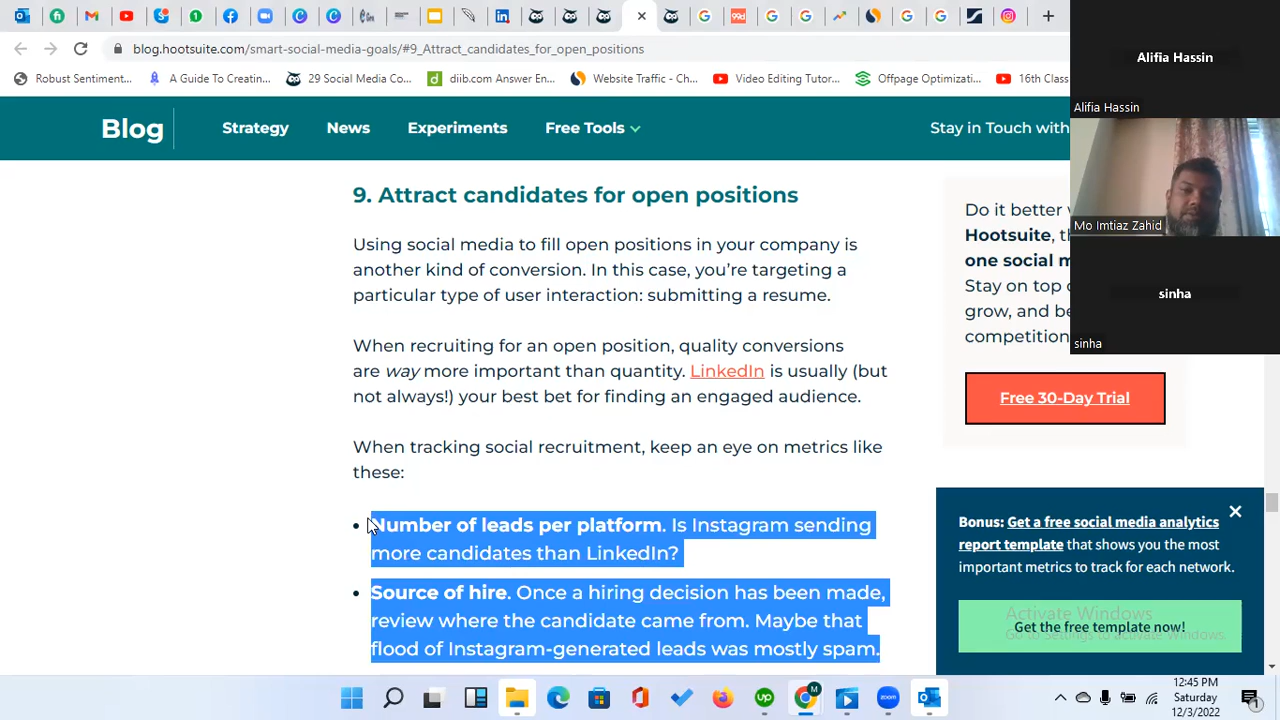 blog.hootsuite.com/smart-social-media-goals/#9_Attract_candidates_for_open_positions
Robust Sentiment...
A Guide To Creatin...
29 Social Media Co...
diib.com Answer En...
Website Traffic - Ch...
Video Editing Tutor...
Offpage Optimizati...
16th Class
Blog
Strategy
News
Experiments
Free Tools
Stay in Touch with
Alifia Hassin
Alifia Hassin
Mo Imtiaz Zahid
sinha
sinha
9. Attract candidates for open positions
Using social media to fill open positions in your company is
another kind of conversion. In this case, you're targeting a
particular type of user interaction: submitting a resume.
When recruiting for an open position, quality conversions
are way more important than quantity. LinkedIn is usually (but
not always!) your best bet for finding an engaged audience.
When tracking social recruitment, keep an eye on metrics like
these:
• Number of leads per platform. Is Instagram sending
more candidates than LinkedIn?
• Source of hire. Once a hiring decision has been made,
review where the candidate came from. Maybe that
flood of Instagram-generated leads was mostly spam.
Do it better
Hootsuite, 
one social 
Stay on top 
grow, and 
competition
Free 30-Day Trial
Bonus: Get a free social media analytics
report template that shows you the most
important metrics to track for each network.
Get the free template now!
Activate Windows
Go to Settings to activate Windows.
12:45 PM
Saturday
12/3/2022